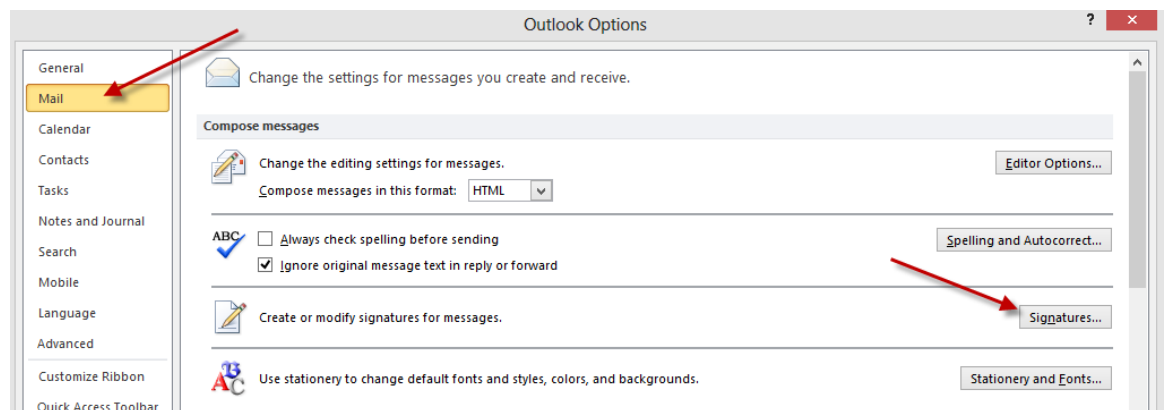 Outlook Options
?
General
Mail
Calendar
Contacts
Tasks
Notes and Journal
Search
Mobile
Language
Advanced
Customize Ribbon
Quick Access Toolbar
Change the settings for messages you create and receive.
Compose messages
Change the editing settings for messages.
Editor Options...
Compose messages in this format: HTML
ABC
Always check spelling before sending
Spelling and Autocorrect...
Ignore original message text in reply or forward
Create or modify signatures for messages.
Signatures...
Use stationery to change default fonts and styles, colors, and backgrounds.
Stationery and Fonts...